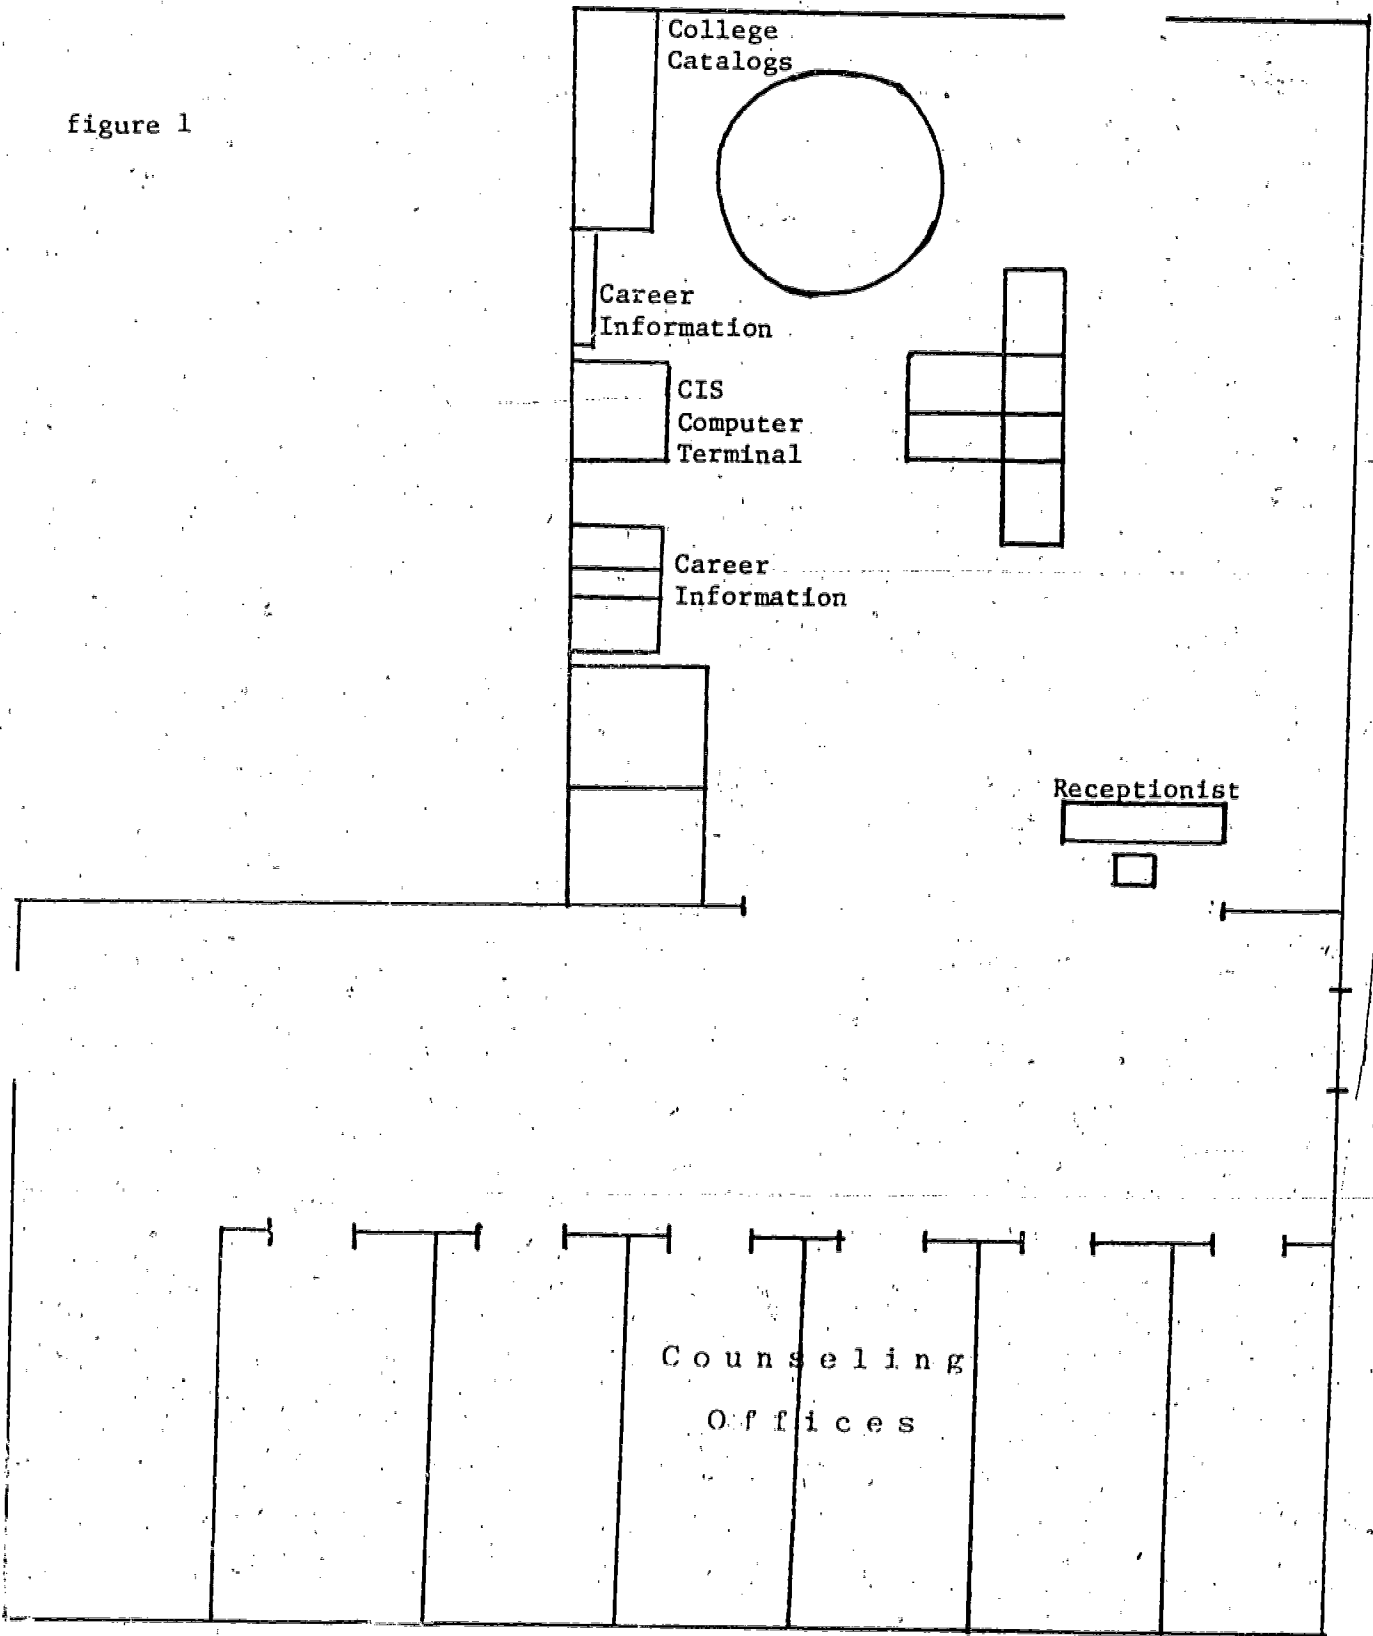 College
Catalogs
figure 1
Career
Information
CIS
Computer
Terminal
Career
Information
Receptionist
Counseling
Offices